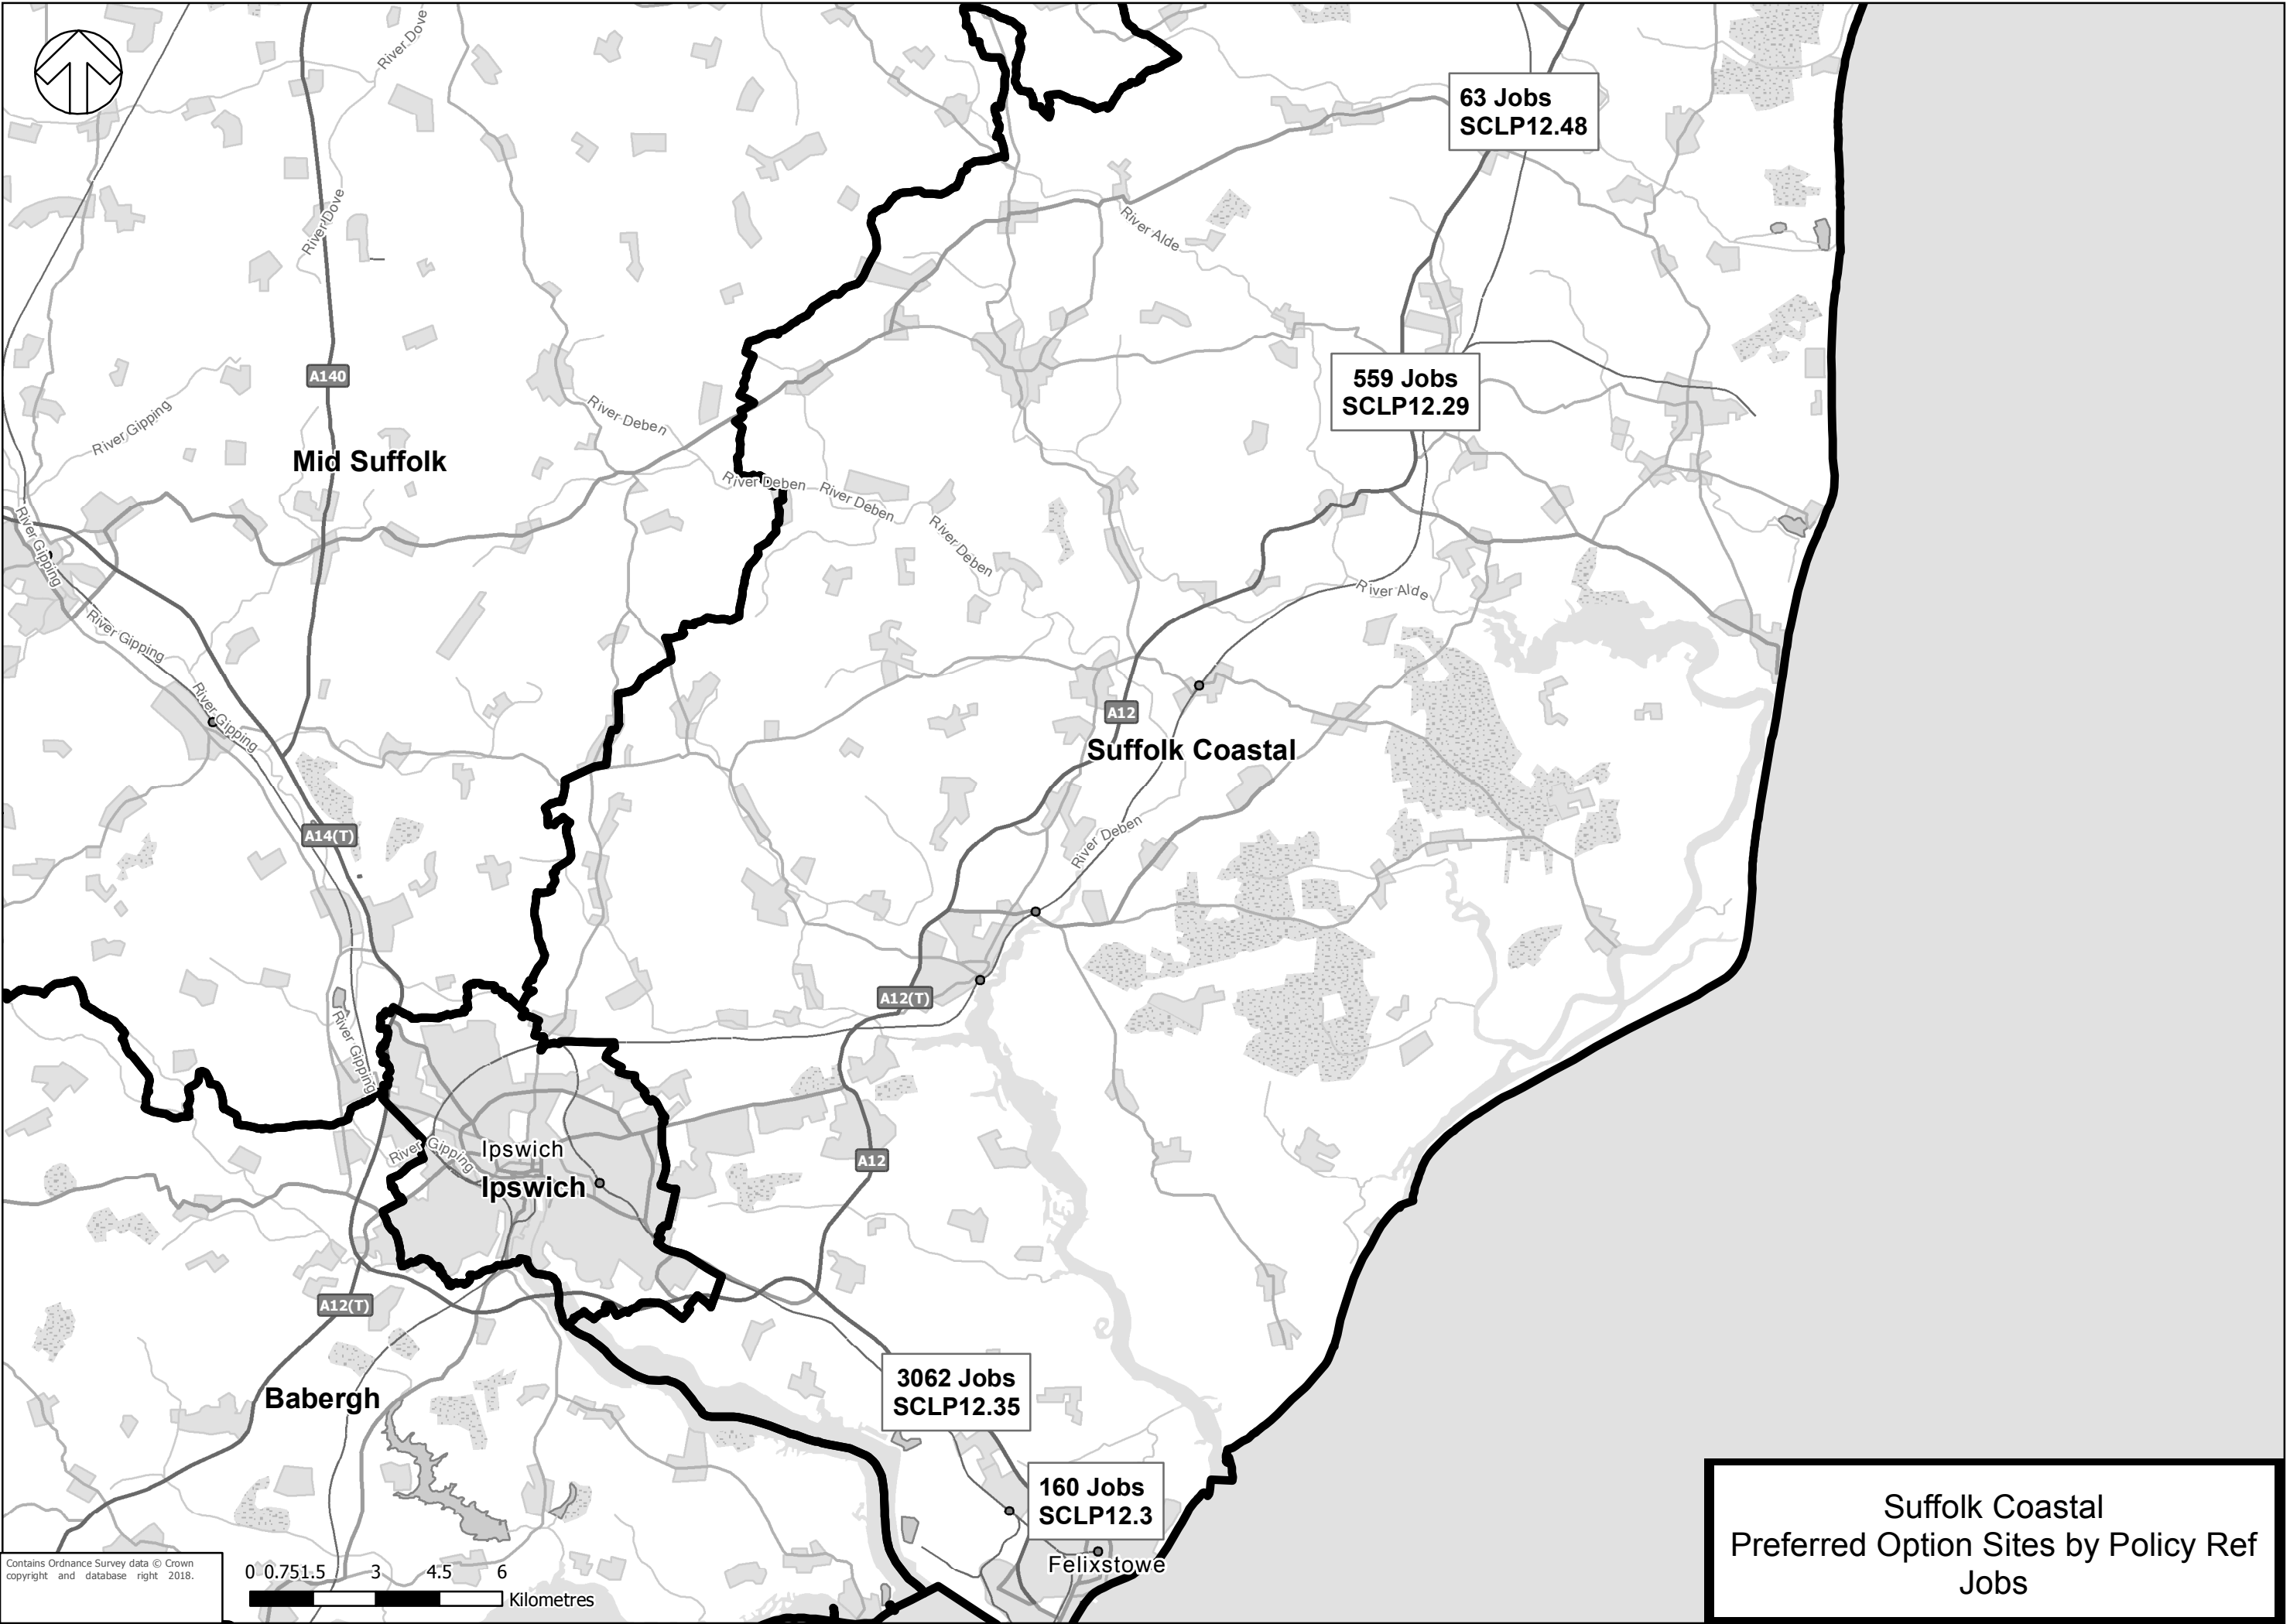 River Dove
63 Jobs
SCLP12.48
River Dove
River Alde
A140
559 Jobs
SCLP12.29
River Gipping
River Deben
Mid Suffolk
River Deben
River Deben
River Deben
River Gipping
River Alde
River Gipping
River Gipping
A12
Suffolk Coastal
A14(T)
River Deben
A12(T)
River Gipping
River Gipping
Ipswich
Ipswich
A12
A12(T)
Babergh
3062 Jobs
SCLP12.35
160 Jobs
SCLP12.3
Felixstowe
Contains Ordnance Survey data © Crown
copyright and database right 2018.
0 0.75 1.5 3 4.5 6
Kilometres
Suffolk Coastal
Preferred Option Sites by Policy Ref
Jobs